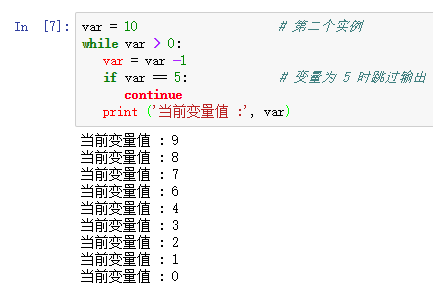 In [7]: var = 10 # 第二个实例
while var > 0:
var = var -1
if var == 5: # 变量为 5 时跳过输出
continue
print ('当前变量值 :', var)
当前变量值 : 9
当前变量值 : 8
当前变量值 : 7
当前变量值 : 6
当前变量值 : 4
当前变量值 : 3
当前变量值 : 2
当前变量值 : 1
当前变量值 : 0